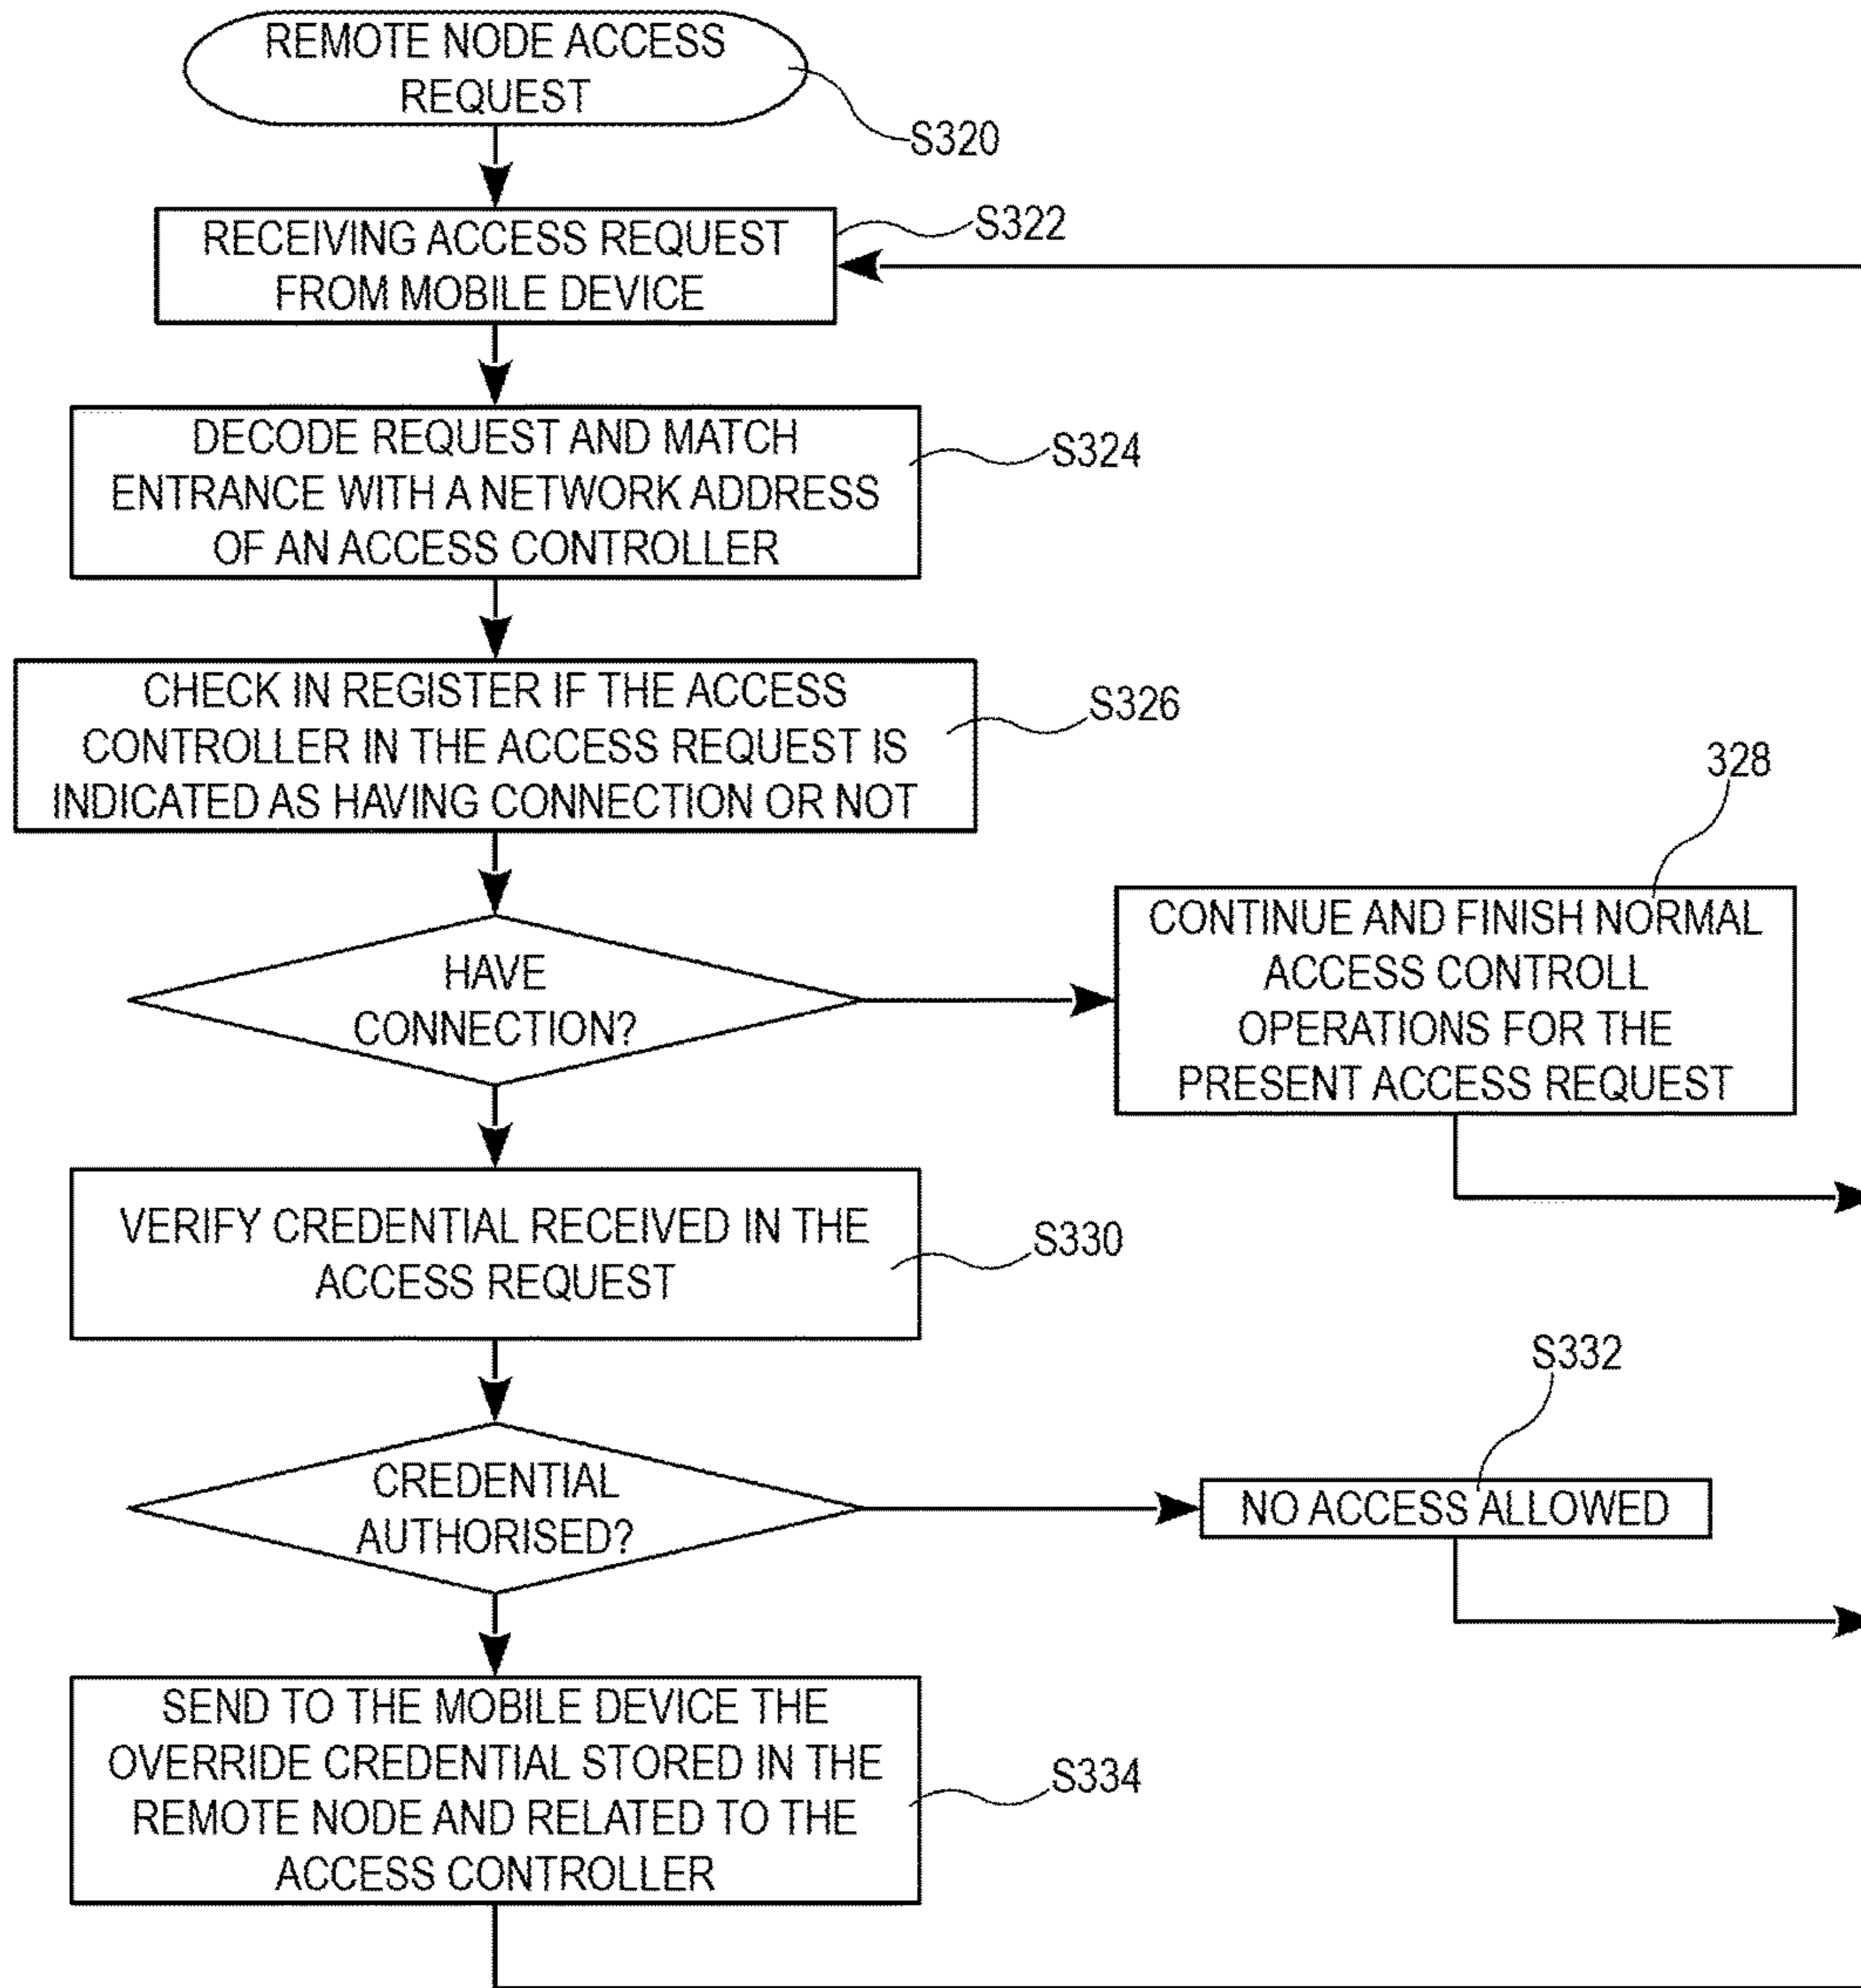 REMOTE NODE ACCESS
REQUEST
S320
RECEIVING ACCESS REQUEST
FROM MOBILE DEVICE
S322
DECODE REQUEST AND MATCH
ENTRANCE WITH A NETWORK ADDRESS
OF AN ACCESS CONTROLLER
S324
CHECK IN REGISTER IF THE ACCESS
CONTROLLER IN THE ACCESS REQUEST IS
INDICATED AS HAVING CONNECTION OR NOT
S326
HAVE
CONNECTION?
328
CONTINUE AND FINISH NORMAL
ACCESS CONTROLL
OPERATIONS FOR THE
PRESENT ACCESS REQUEST
VERIFY CREDENTIAL RECEIVED IN THE
ACCESS REQUEST
S330
CREDENTIAL
AUTHORISED?
S332
NO ACCESS ALLOWED
SEND TO THE MOBILE DEVICE THE
OVERRIDE CREDENTIAL STORED IN THE
REMOTE NODE AND RELATED TO THE
ACCESS CONTROLLER
S334